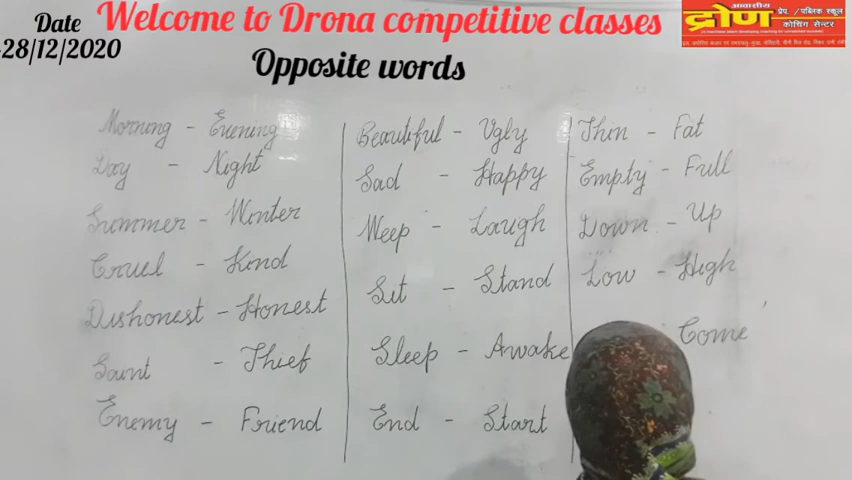 Date
28/12/2020
Welcome to Drona competitive classes
Opposite words
आवासीय
द्रोण प्रेप. / पब्लिक स्कूल
कोचिंग सेन्टर
Morning - Evening
Day - Night
Summer - Winter
Cruel - Kind
Dishonest - Honest
Saint - Thief
Enemy - Friend
Beautiful - Ugly
Sad - Happy
Weep - Laugh
Sit - Stand
Sleep - Awake
End - Start
Thin - Fat
Empty - Full
Down - Up
Low - High
Come